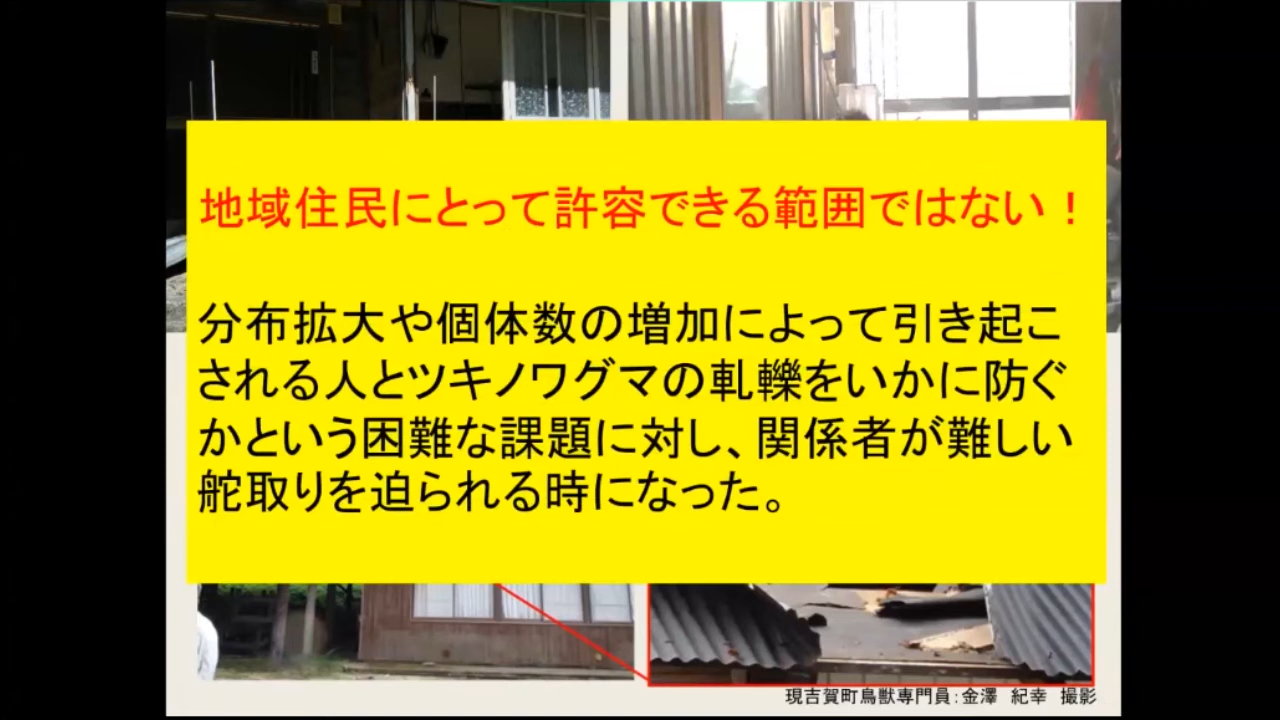 地域住民にとって許容できる範囲ではない！
分布拡大や個体数の増加によって引き起こ
される人とツキノワグマの軋轢をいかに防ぐ
かという困難な課題に対し、関係者が難しい
舵取りを迫られる時になった。
現吉賀町鳥獣専門員：金澤　紀幸　撮影